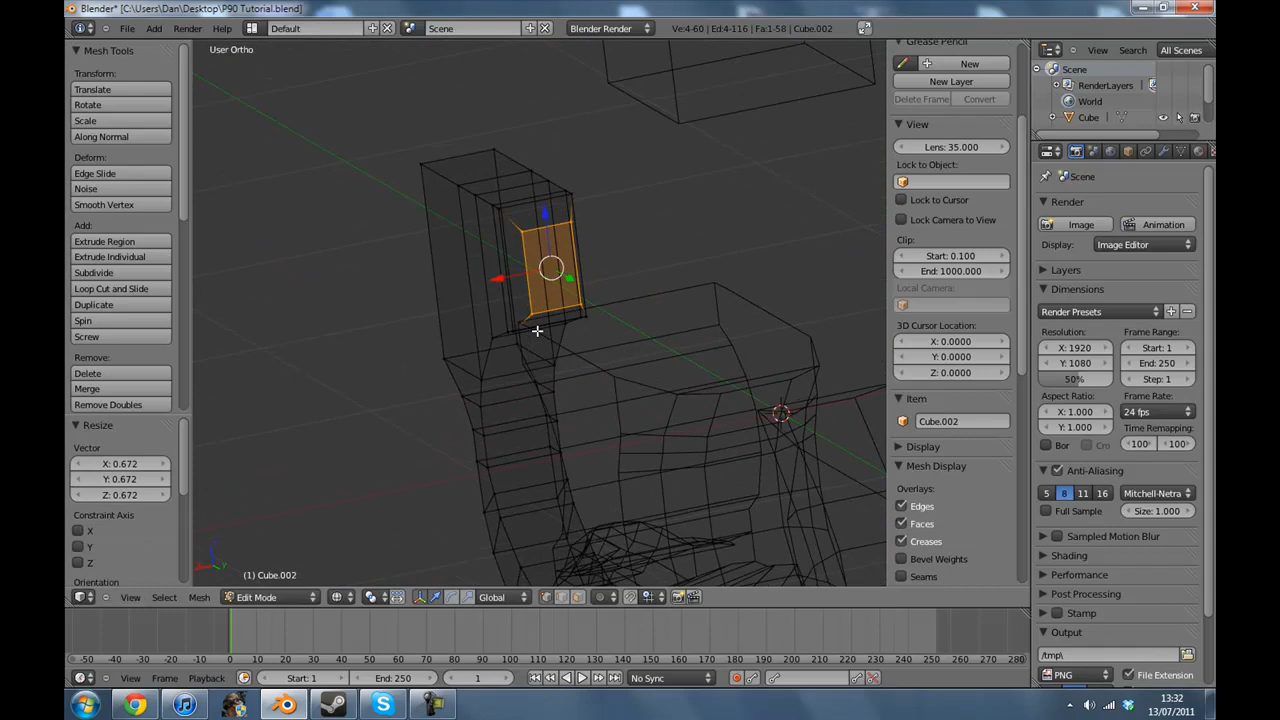 Blender* [C:\Users\Dan\Desktop\P90 Tutorial.blend]
File Add Render Help Default Scene Blender Render Ve:4-60 | Ed:4-116 | Fa:1-58 | Cube.002
Mesh Tools
Transform:
Translate
Rotate
Scale
Along Normal
Deform:
Edge Slide
Noise
Smooth Vertex
Add:
Extrude Region
Extrude Individual
Subdivide
Loop Cut and Slide
Duplicate
Spin
Screw
Remove:
Delete
Merge
Remove Doubles
Resize
Vector
X: 0.672
Y: 0.672
Z: 0.672
Constraint Axis
X
Y
Z
Orientation
User Ortho
(1) Cube.002
Grease Pencil
New
New Layer
Delete Frame Convert
View
Lens: 35.000
Lock to Object:
Lock to Cursor
Lock Camera to View
Clip:
Start: 0.100
End: 1000.000
Local Camera:
3D Cursor Location:
X: 0.0000
Y: 0.0000
Z: 0.0000
Item
Cube.002
Display
Mesh Display
Overlays:
Edges
Faces
Creases
Bevel Weights
Seams
View Search All Scenes
Scene
RenderLayers
World
Cube
Scene
Render
Image Animation
Display: Image Editor
Layers
Dimensions
Render Presets
Resolution: Frame Range:
X: 1920 Start: 1
Y: 1080 End: 250
50% Step: 1
Aspect Ratio: Frame Rate:
X: 1.000 24 fps
Y: 1.000 Time Remapping:
Bor Cro 100 100
Anti-Aliasing
5 8 11 16 Mitchell-Netra
Full Sample Size: 1.000
Sampled Motion Blur
Shading
Performance
Post Processing
Stamp
Output
/tmp\
PNG File Extension
View Select Mesh Edit Mode Global
-50 -40 -30 -20 -10 0 10 20 30 40 50 60 70 80 90 100 110 120 130 140 150 160 170 180 190 200 210 220 230 240 250 260 270 280
View Frame Playback Start: 1 End: 250 1 No Sync
13:32
13/07/2011